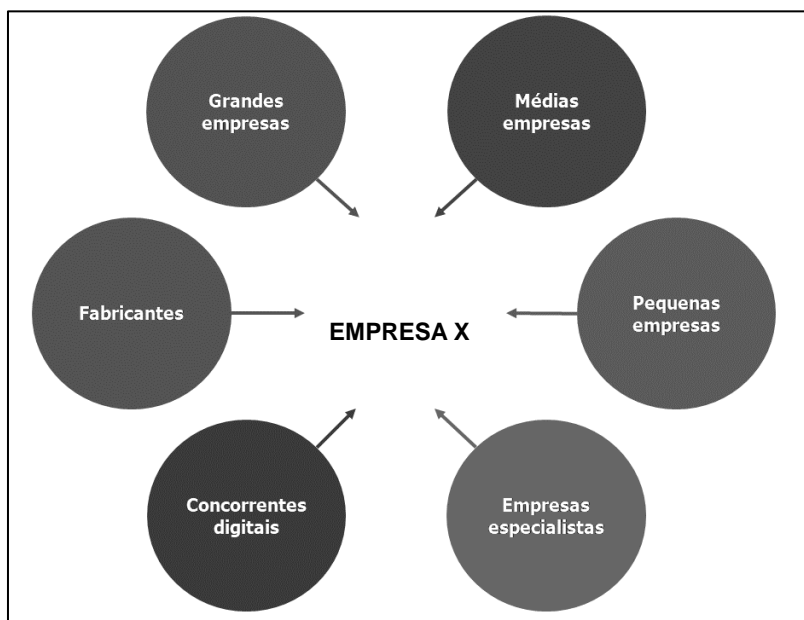 Grandes
empresas
Médias
empresas
Fabricantes
Pequenas
empresas
EMPRESA X
Concorrentes
digitais
Empresas
especialistas